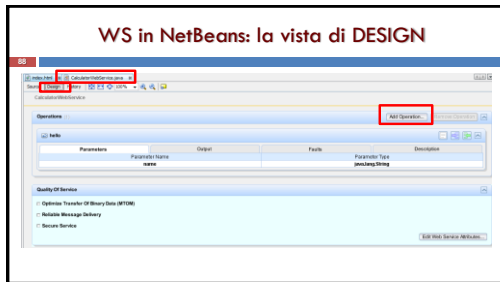 WS in NetBeans: la vista di DESIGN
88
index.html CalculatorWebService.java
Source Design History 100%
CalculatorWebService
Operations Add Operation... Remove Operation
hello
Parameters Output Faults Description
Parameter Name Parameter Type
name java.lang.String
Quality Of Service
Optimize Transfer Of Binary Data (MTOM)
Reliable Message Delivery
Secure Service
Edit Web Service Attributes...